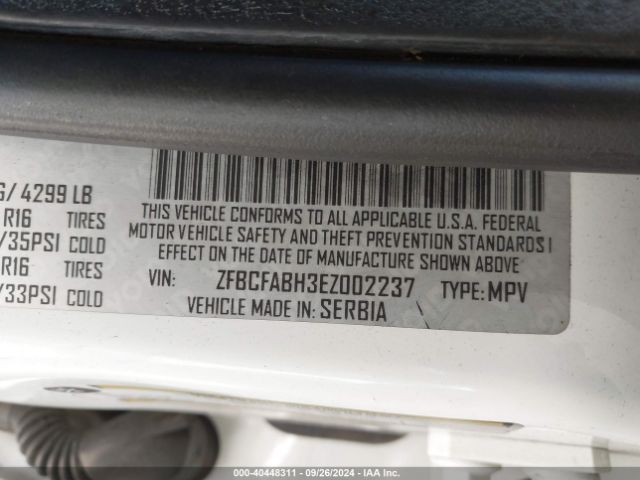 G/ 4299 LB
R16 TIRES
/35PSI COLD
R16 TIRES
/33PSI COLD
THIS VEHICLE CONFORMS TO ALL APPLICABLE U.S.A. FEDERAL
MOTOR VEHICLE SAFETY AND THEFT PREVENTION STANDARDS I
EFFECT ON THE DATE OF MANUFACTURE SHOWN ABOVE
VIN: ZFBCFABH3EZ002237 TYPE: MPV
VEHICLE MADE IN: SERBIA
000-40448311 - 09/26/2024 - IAA Inc.